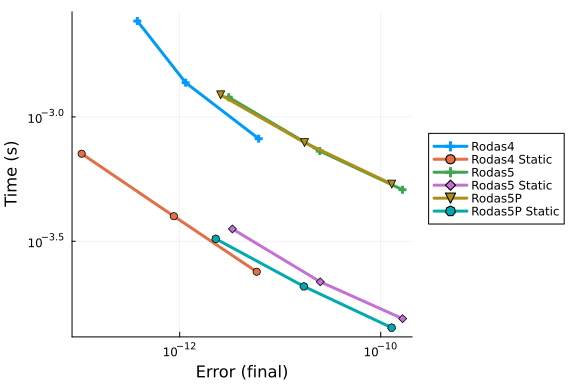 Time (s)
10^-3.0
10^-3.5
10^-12
10^-10
Error (final)
Rodas4
Rodas4 Static
Rodas5
Rodas5 Static
Rodas5P
Rodas5P Static